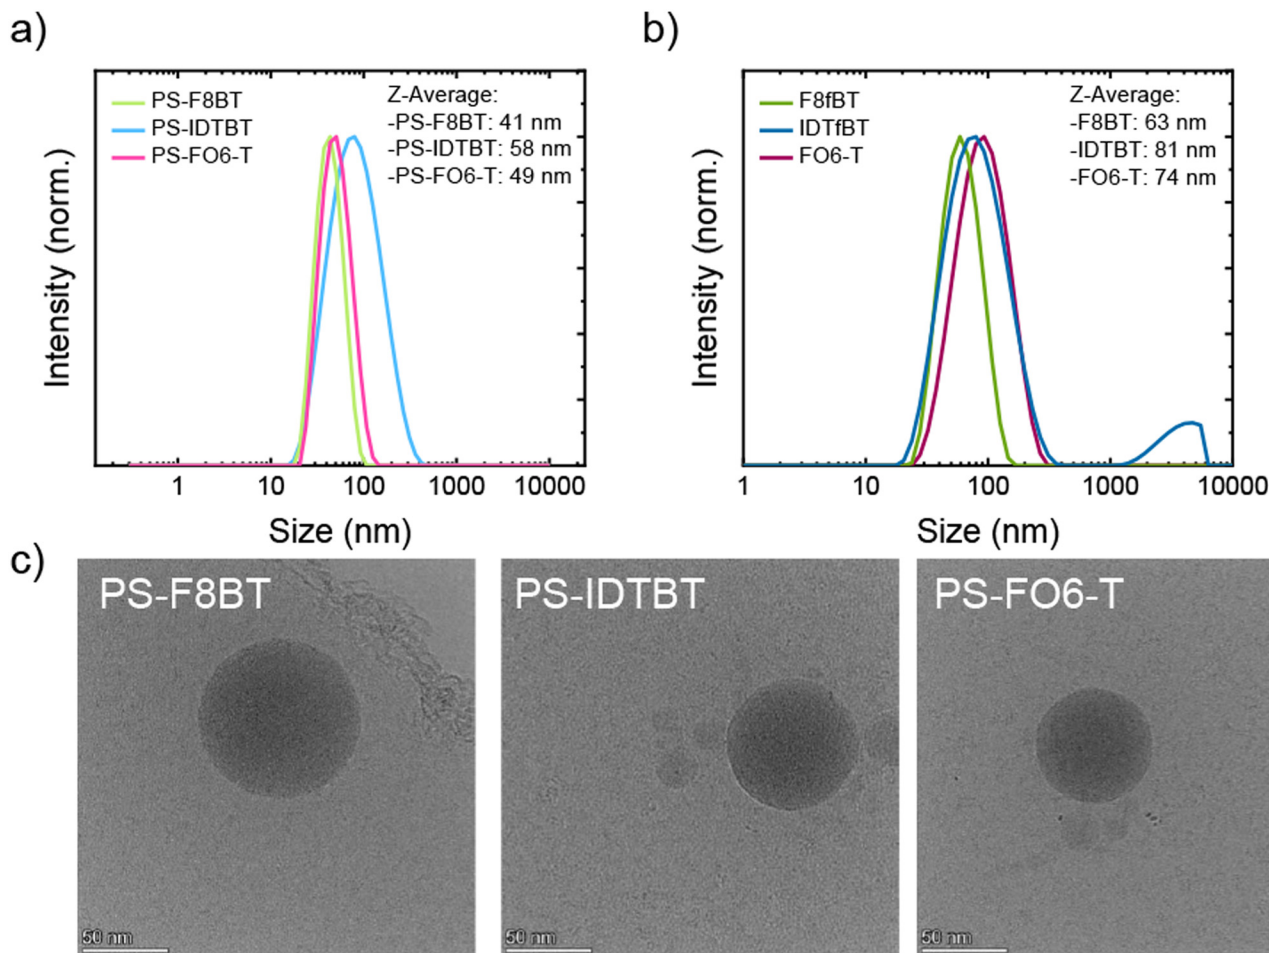 a)
PS-F8BT
PS-IDTBT
PS-FO6-T
Z-Average:
-PS-F8BT: 41 nm
-PS-IDTBT: 58 nm
-PS-FO6-T: 49 nm
Intensity (norm.)
1 10 100 1000 10000
Size (nm)
b)
F8fBT
IDTfBT
FO6-T
Z-Average:
-F8BT: 63 nm
-IDTBT: 81 nm
-FO6-T: 74 nm
Intensity (norm.)
1 10 100 1000 10000
Size (nm)
c)
PS-F8BT
50 nm
PS-IDTBT
50 nm
PS-FO6-T
50 nm